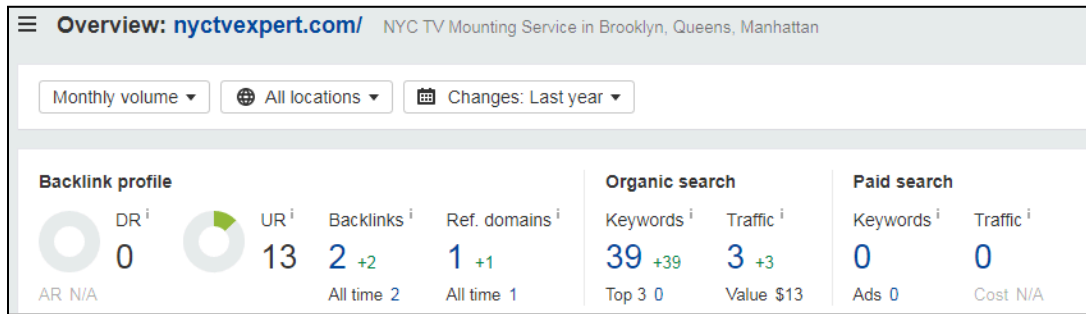 Overview: nyctvexpert.com/ NYC TV Mounting Service in Brooklyn, Queens, Manhattan
Monthly volume All locations Changes: Last year
Backlink profile Organic search Paid search
DR i UR i Backlinks i Ref. domains i Keywords i Traffic i Keywords i Traffic i
0 13 2 +2 1 +1 39 +39 3 +3 0 0
AR N/A All time 2 All time 1 Top 3 0 Value $13 Ads 0 Cost N/A